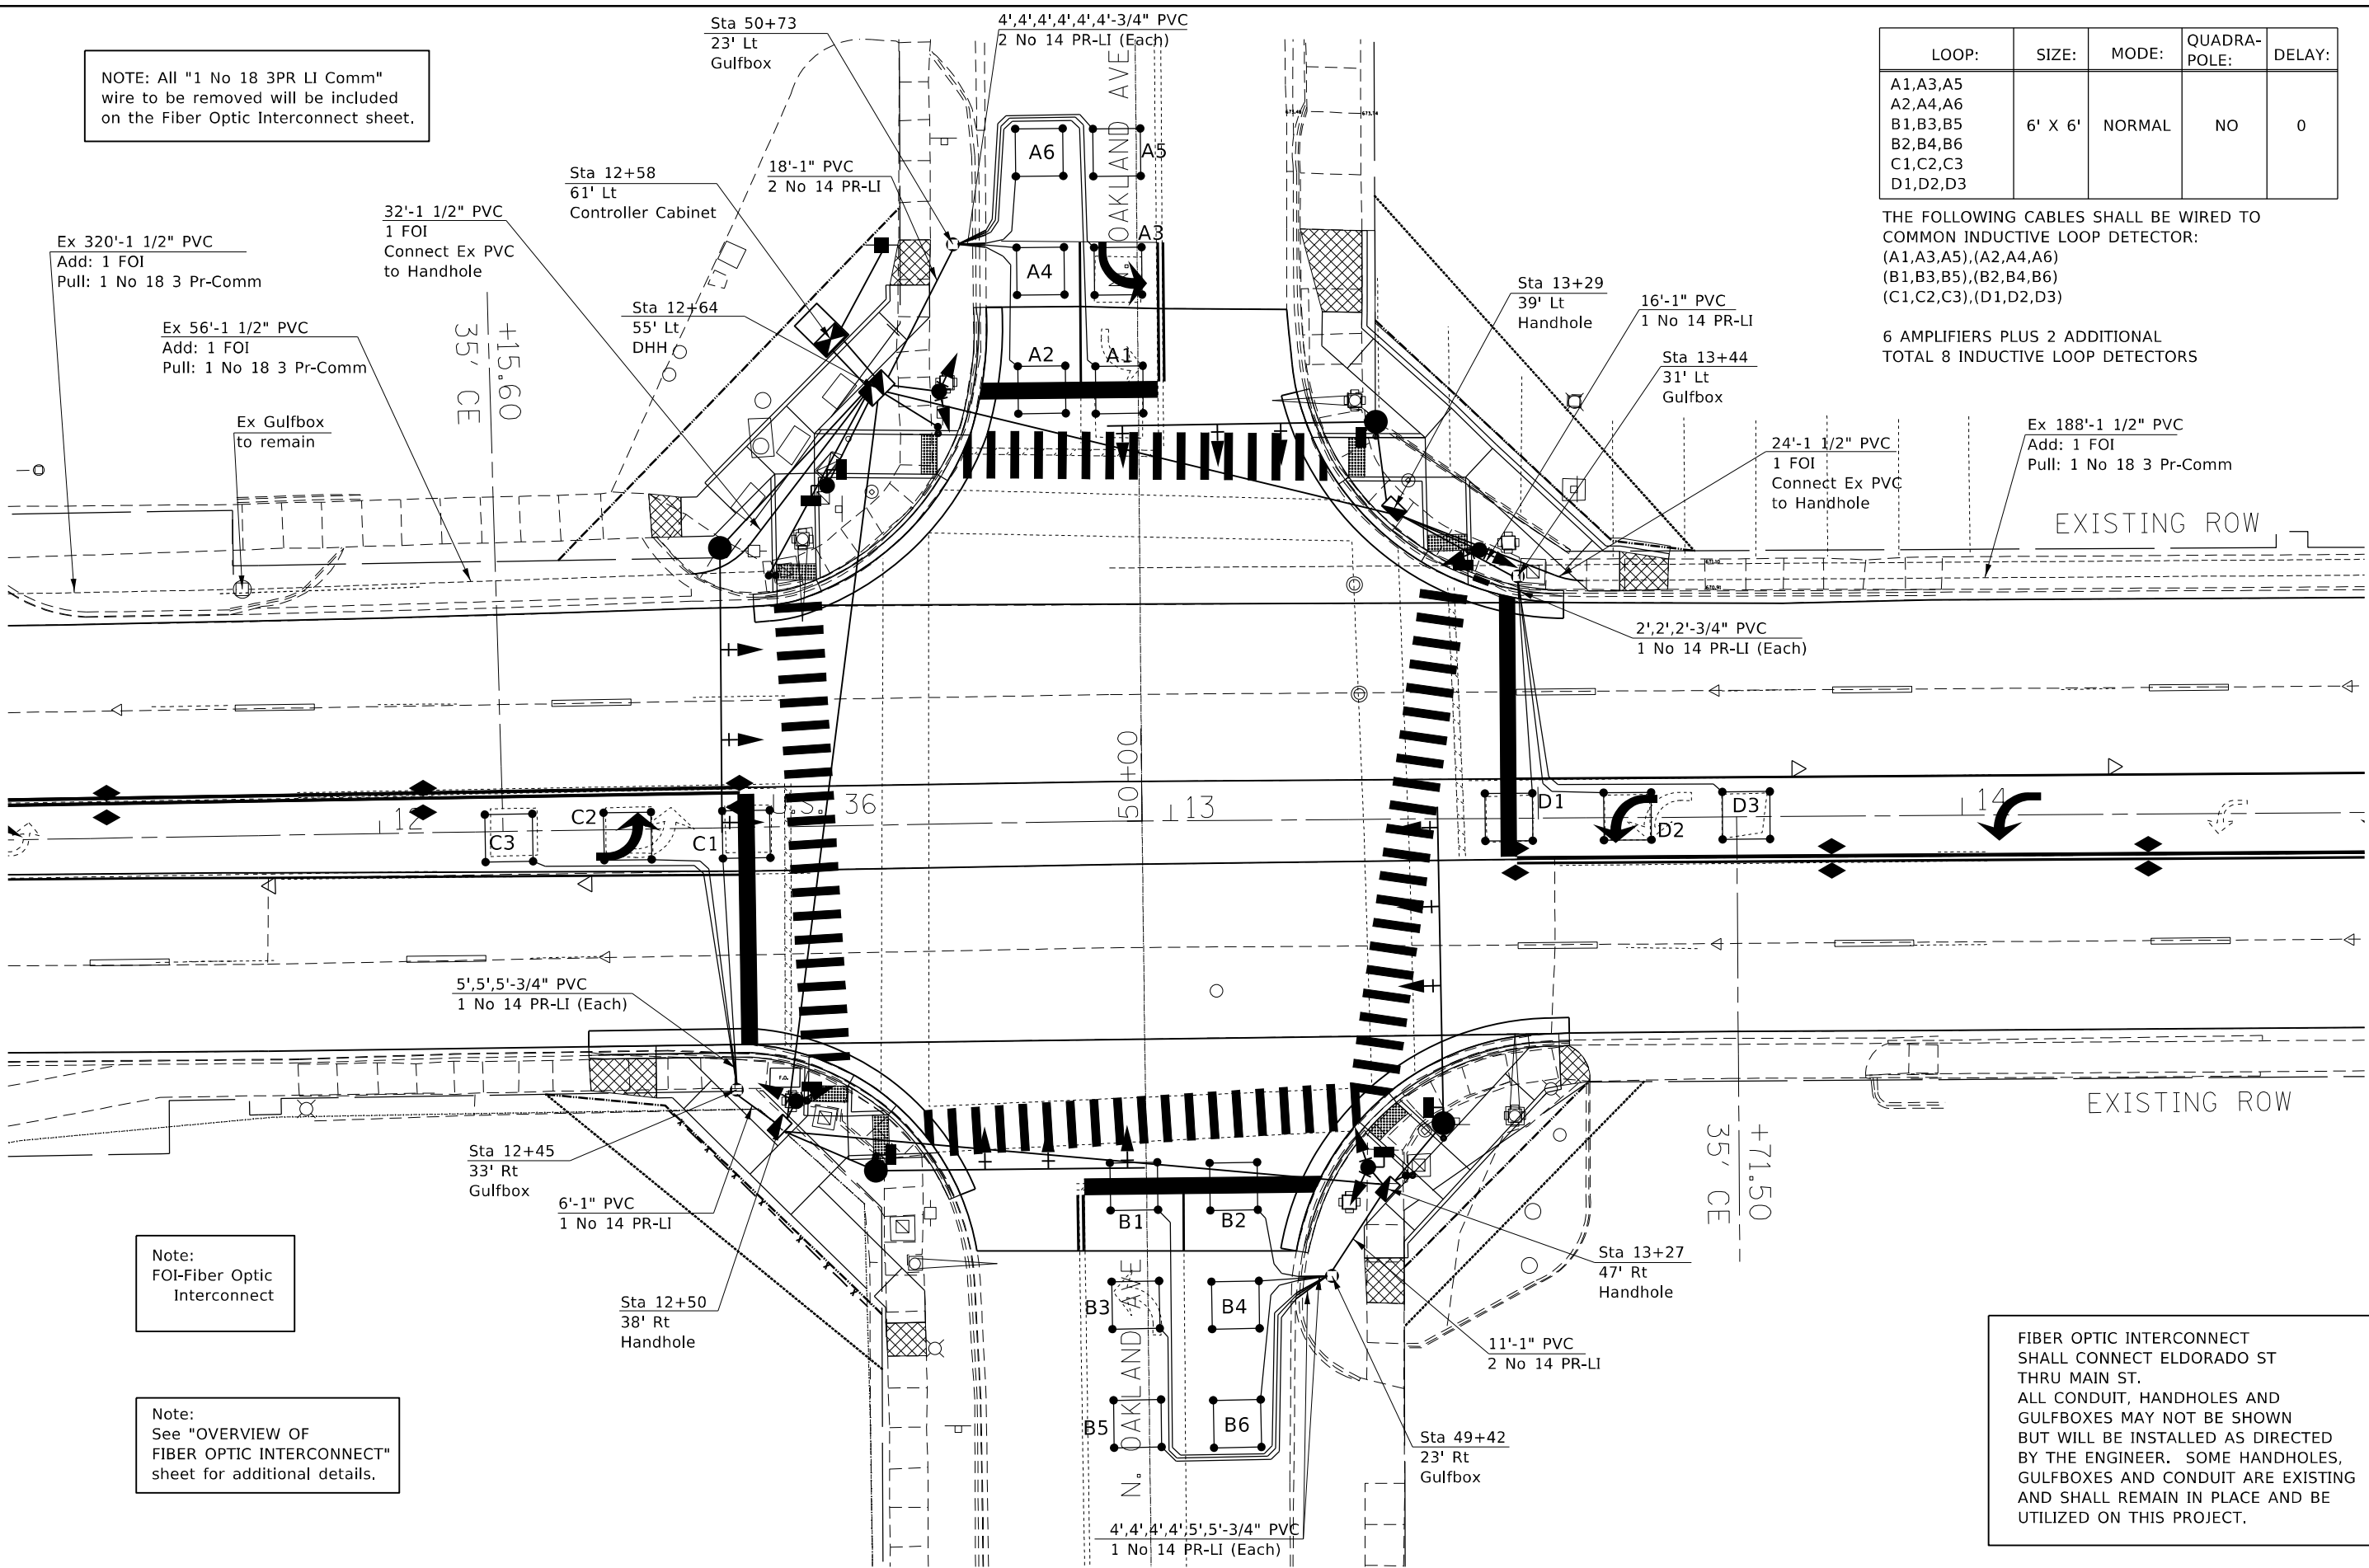 NOTE: All "1 No 18 3PR LI Comm"
wire to be removed will be included
on the Fiber Optic Interconnect sheet.
Sta 50+73
23' Lt
Gulfbox
4',4',4',4',4',4'-3/4" PVC
2 No 14 PR-LI (Each)
LOOP: SIZE: MODE: QUADRA-POLE: DELAY:
A1,A3,A5
A2,A4,A6
B1,B3,B5
B2,B4,B6
C1,C2,C3
D1,D2,D3
6' X 6' NORMAL NO 0
THE FOLLOWING CABLES SHALL BE WIRED TO
COMMON INDUCTIVE LOOP DETECTOR:
(A1,A3,A5),(A2,A4,A6)
(B1,B3,B5),(B2,B4,B6)
(C1,C2,C3),(D1,D2,D3)
6 AMPLIFIERS PLUS 2 ADDITIONAL
TOTAL 8 INDUCTIVE LOOP DETECTORS
Sta 12+58
61' Lt
Controller Cabinet
18'-1" PVC
2 No 14 PR-LI
32'-1 1/2" PVC
1 FOI
Connect Ex PVC
to Handhole
Ex 320'-1 1/2" PVC
Add: 1 FOI
Pull: 1 No 18 3 Pr-Comm
Ex 56'-1 1/2" PVC
Add: 1 FOI
Pull: 1 No 18 3 Pr-Comm
Sta 12+64
55' Lt
DHH
Ex Gulfbox
to remain
+15.60
35' CE
N. OAKLAND AVE
A6
A5
A4
A3
A2
A1
Sta 13+29
39' Lt
Handhole
16'-1" PVC
1 No 14 PR-LI
Sta 13+44
31' Lt
Gulfbox
24'-1 1/2" PVC
1 FOI
Connect Ex PVC
to Handhole
Ex 188'-1 1/2" PVC
Add: 1 FOI
Pull: 1 No 18 3 Pr-Comm
EXISTING ROW
2',2',2'-3/4" PVC
1 No 14 PR-LI (Each)
12
C3
C2
C1
U.S. 36
50+00
13
D1
D2
D3
14
5',5',5'-3/4" PVC
1 No 14 PR-LI (Each)
EXISTING ROW
+71.50
35' CE
Sta 12+45
33' Rt
Gulfbox
6'-1" PVC
1 No 14 PR-LI
Sta 12+50
38' Rt
Handhole
B1
B2
B3
B4
B5
B6
N. OAKLAND AVE
Sta 13+27
47' Rt
Handhole
11'-1" PVC
2 No 14 PR-LI
Sta 49+42
23' Rt
Gulfbox
4',4',4',4',5',5'-3/4" PVC
1 No 14 PR-LI (Each)
Note:
FOI-Fiber Optic
Interconnect
Note:
See "OVERVIEW OF
FIBER OPTIC INTERCONNECT"
sheet for additional details.
FIBER OPTIC INTERCONNECT
SHALL CONNECT ELDORADO ST
THRU MAIN ST.
ALL CONDUIT, HANDHOLES AND
GULFBOXES MAY NOT BE SHOWN
BUT WILL BE INSTALLED AS DIRECTED
BY THE ENGINEER. SOME HANDHOLES,
GULFBOXES AND CONDUIT ARE EXISTING
AND SHALL REMAIN IN PLACE AND BE
UTILIZED ON THIS PROJECT.